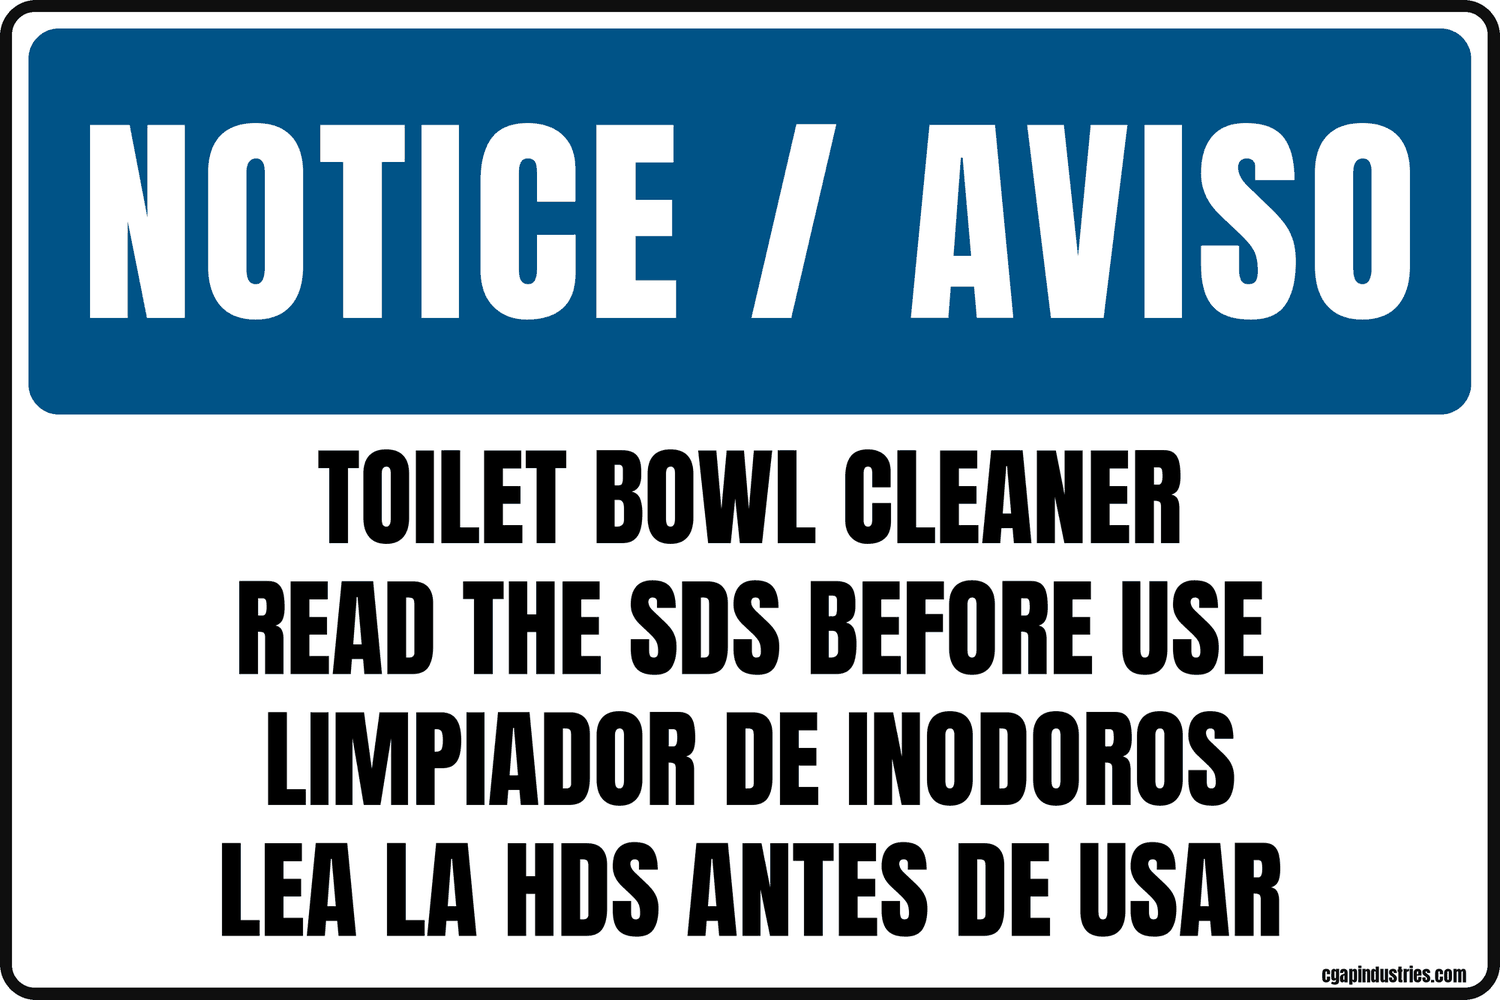 NOTICE / AVISO
TOILET BOWL CLEANER
READ THE SDS BEFORE USE
LIMPIADOR DE INODOROS
LEA LA HDS ANTES DE USAR
cgapindustries.com